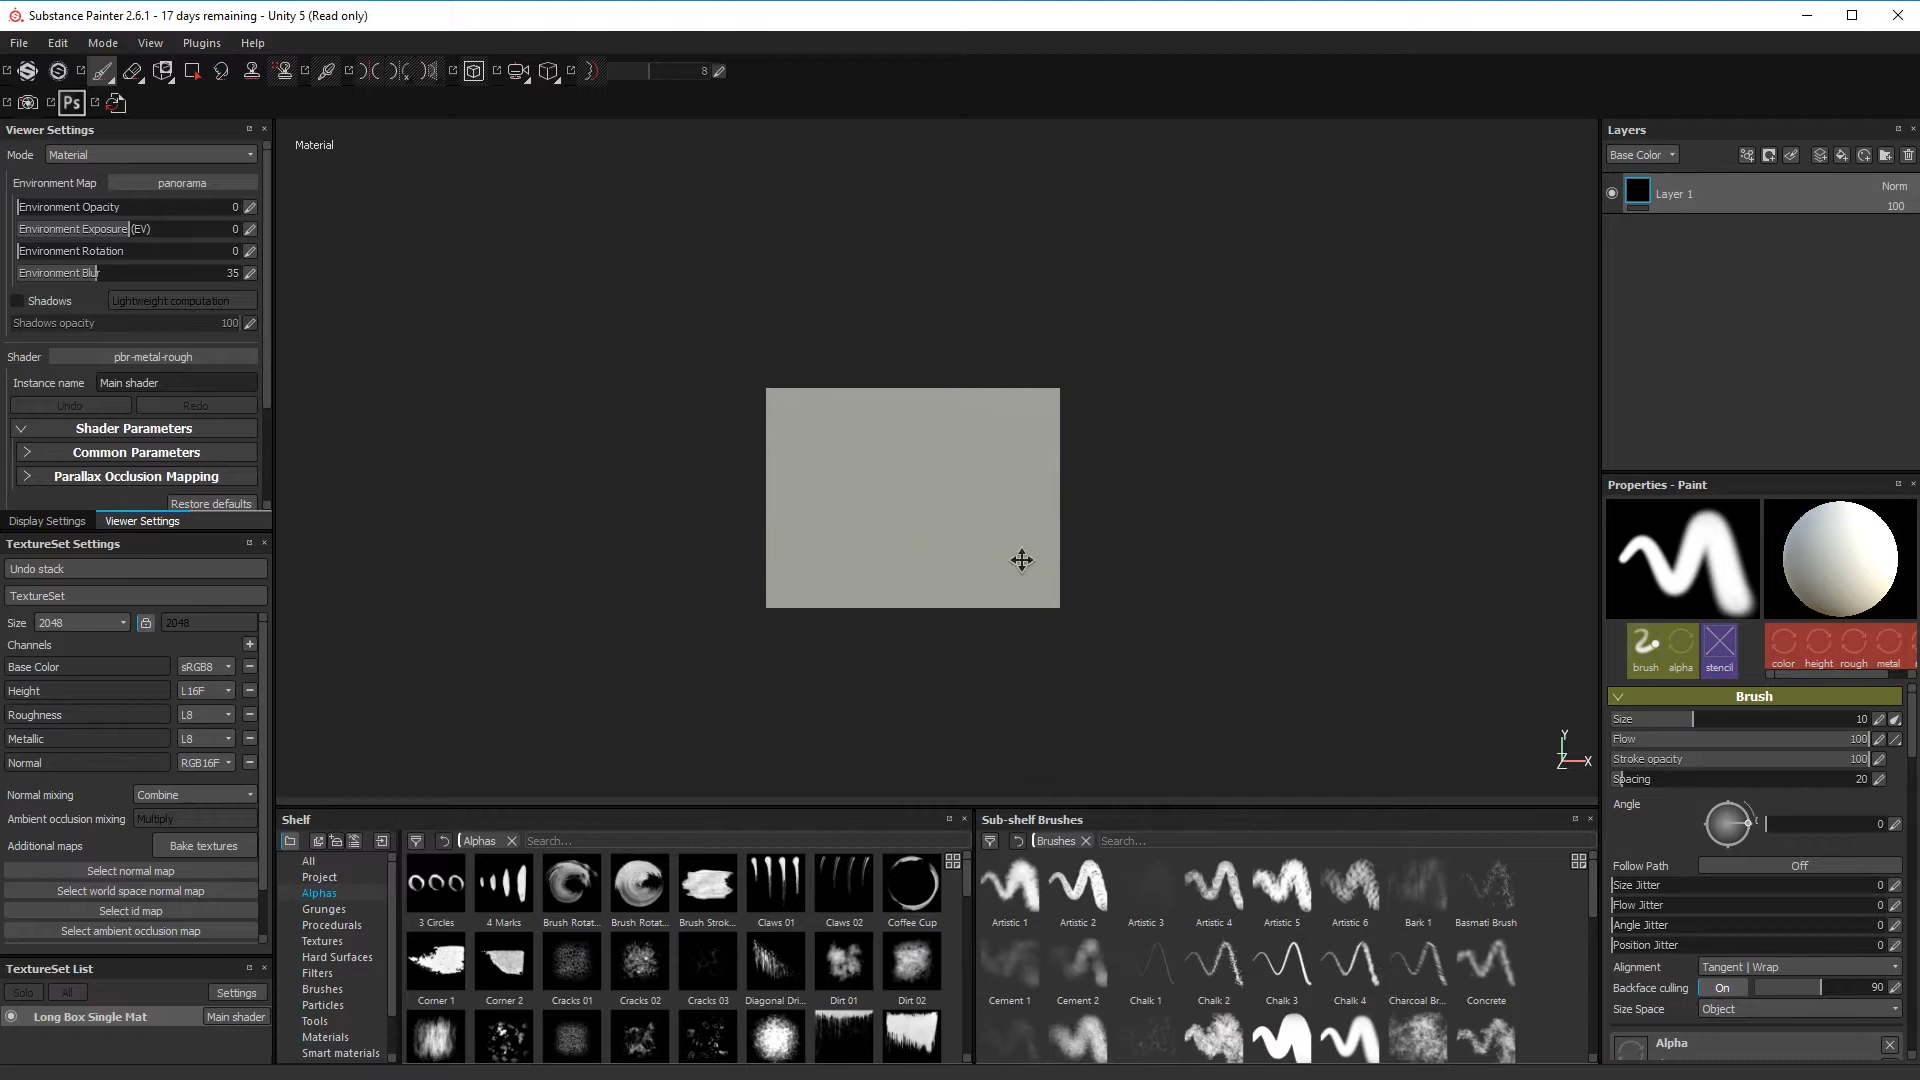 Substance Painter 2.6.1 - 17 days remaining - Unity 5 (Read only)
File Edit Mode View Plugins Help
8
Ps
Viewer Settings
Mode Material
Environment Map panorama
Environment Opacity 0
Environment Exposure (EV) 0
Environment Rotation 0
Environment Blur 35
Shadows Lightweight computation
Shadows opacity 100
Shader pbr-metal-rough
Instance name Main shader
Undo Redo
Shader Parameters
Common Parameters
Parallax Occlusion Mapping
Restore defaults
Display Settings Viewer Settings
TextureSet Settings
Undo stack
TextureSet
Size 2048 2048
Channels
Base Color sRGB8
Height L16F
Roughness L8
Metallic L8
Normal RGB16F
Normal mixing Combine
Ambient occlusion mixing Multiply
Additional maps Bake textures
Select normal map
Select world space normal map
Select id map
Select ambient occlusion map
TextureSet List
Solo All Settings
Long Box Single Mat Main shader
Material
Y
Z X
Shelf
Alphas Search...
All
Project
Alphas
Grunges
Procedurals
Textures
Hard Surfaces
Filters
Brushes
Particles
Tools
Materials
Smart materials
3 Circles 4 Marks Brush Rotat... Brush Rotat... Brush Strok... Claws 01 Claws 02 Coffee Cup
Corner 1 Corner 2 Cracks 01 Cracks 02 Cracks 03 Diagonal Dri... Dirt 01 Dirt 02
Sub-shelf Brushes
Brushes Search...
Artistic 1 Artistic 2 Artistic 3 Artistic 4 Artistic 5 Artistic 6 Bark 1 Basmati Brush
Cement 1 Cement 2 Chalk 1 Chalk 2 Chalk 3 Chalk 4 Charcoal Br... Concrete
Layers
Base Color
Layer 1 Norm
100
Properties - Paint
brush alpha stencil color height rough metal
Brush
Size 10
Flow 100
Stroke opacity 100
Spacing 20
Angle 0
Follow Path Off
Size Jitter 0
Flow Jitter 0
Angle Jitter 0
Position Jitter 0
Alignment Tangent | Wrap
Backface culling On 90
Size Space Object
Alpha